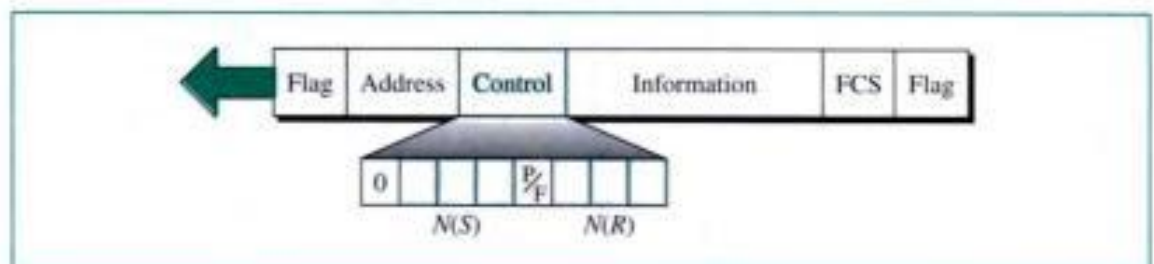 Flag Address Control Information FCS Flag
0 P/F
N(S) N(R)